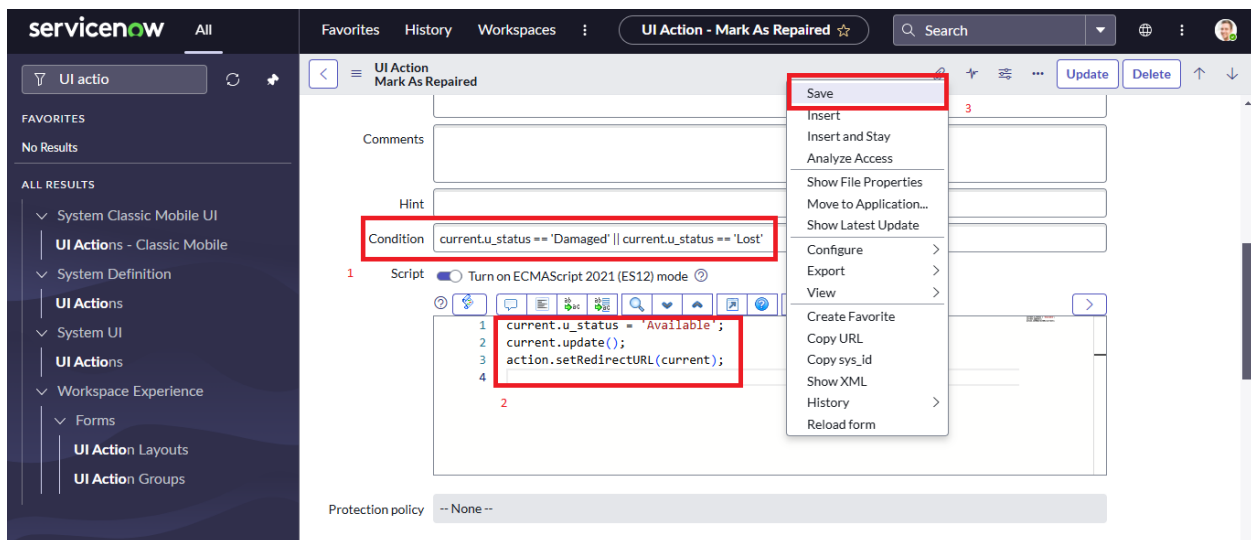 servicenow All Favorites History Workspaces UI Action - Mark As Repaired Search
UI actio
UI Action
Mark As Repaired
Update Delete
FAVORITES
No Results
ALL RESULTS
System Classic Mobile UI
UI Actions - Classic Mobile
System Definition
UI Actions
System UI
UI Actions
Workspace Experience
Forms
UI Action Layouts
UI Action Groups
Comments
Hint
Condition current.u_status == 'Damaged' || current.u_status == 'Lost'
1 Script Turn on ECMAScript 2021 (ES12) mode
1 current.u_status = 'Available';
2 current.update();
3 action.setRedirectURL(current);
4
2
Protection policy -- None --
Save
3
Insert
Insert and Stay
Analyze Access
Show File Properties
Move to Application...
Show Latest Update
Configure
Export
View
Create Favorite
Copy URL
Copy sys_id
Show XML
History
Reload form